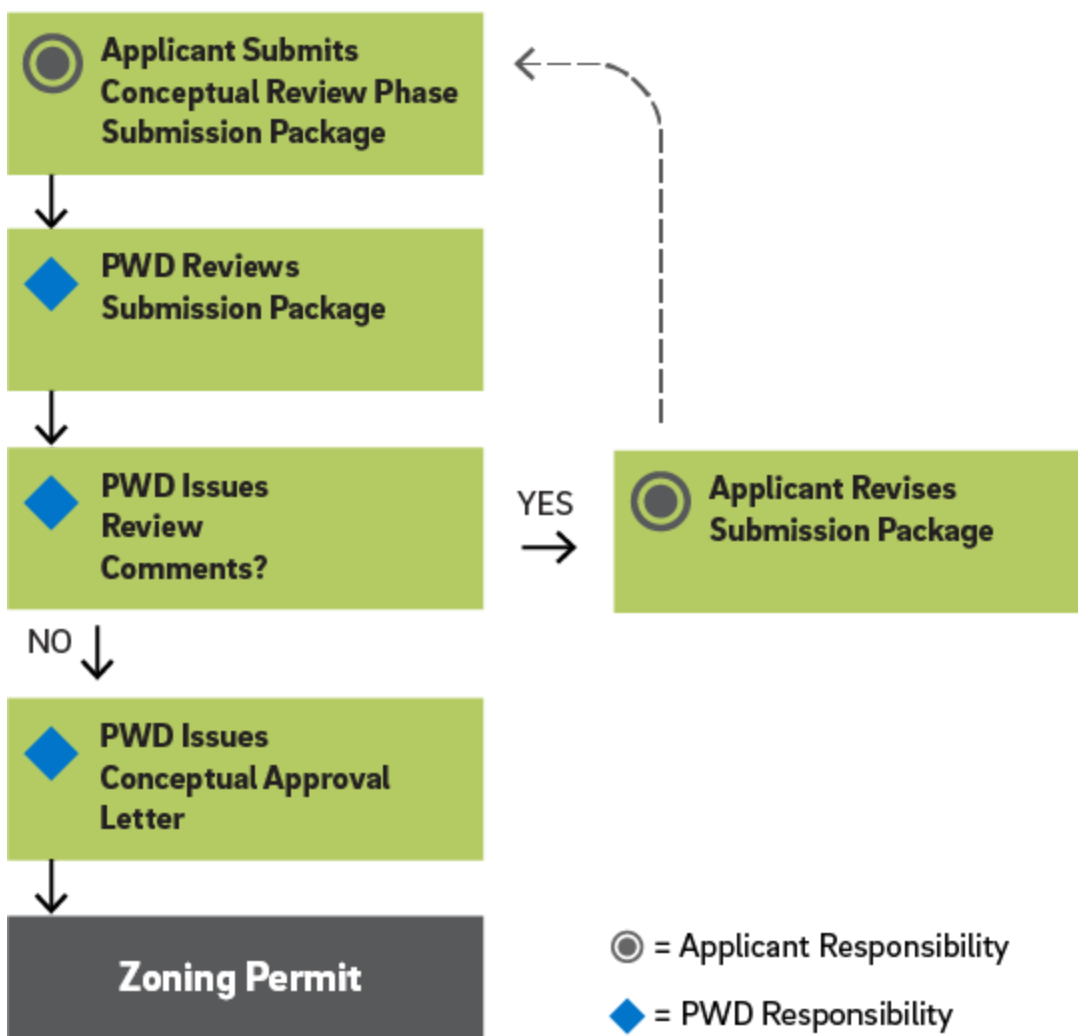 Applicant Submits
Conceptual Review Phase
Submission Package
PWD Reviews
Submission Package
PWD Issues
Review
Comments?
YES
Applicant Revises
Submission Package
NO
PWD Issues
Conceptual Approval
Letter
Zoning Permit
= Applicant Responsibility
= PWD Responsibility